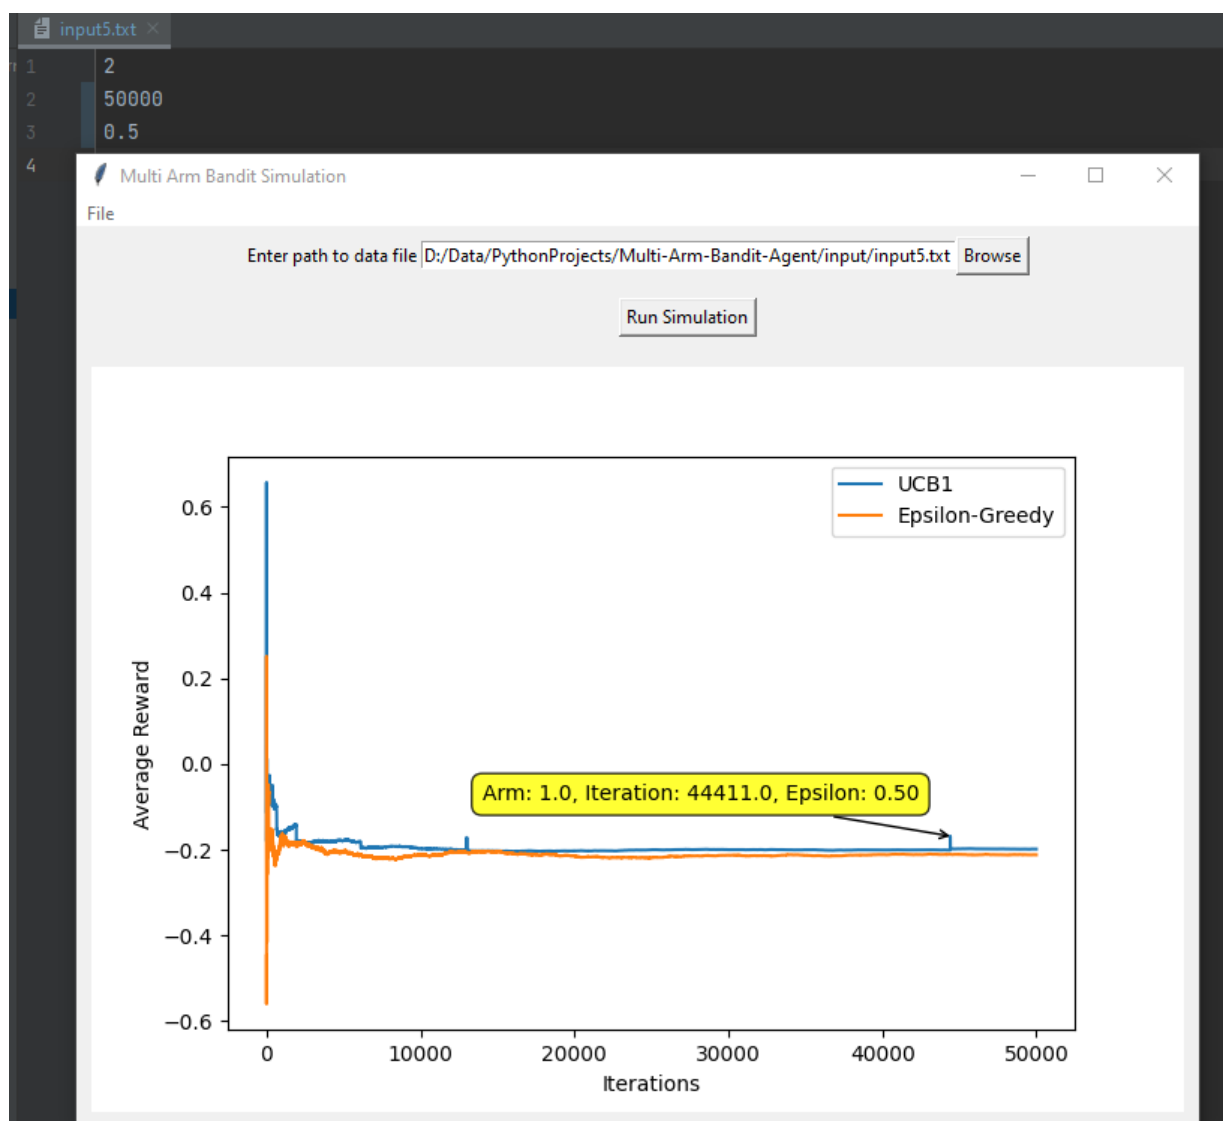 input5.txt
1 2
2 50000
3 0.5
4
Multi Arm Bandit Simulation
File
Enter path to data file D:/Data/PythonProjects/Multi-Arm-Bandit-Agent/input/input5.txt Browse
Run Simulation
UCB1
Epsilon-Greedy
0.6
0.4
0.2
0.0
−0.2
−0.4
−0.6
Average Reward
Arm: 1.0, Iteration: 44411.0, Epsilon: 0.50
0 10000 20000 30000 40000 50000
Iterations